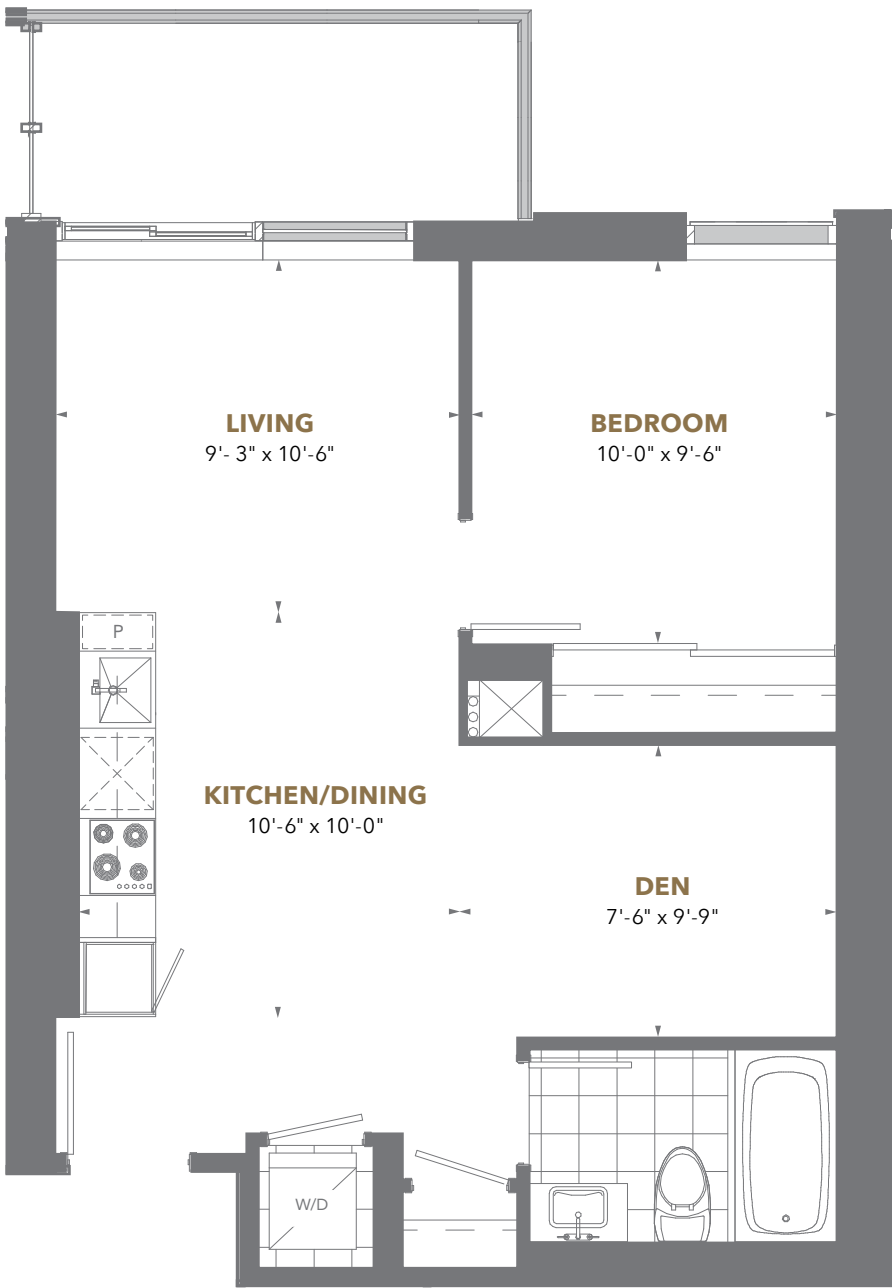 LIVING
9'- 3" x 10'-6"
BEDROOM
10'-0" x 9'-6"
P
KITCHEN/DINING
10'-6" x 10'-0"
DEN
7'-6" x 9'-9"
W/D